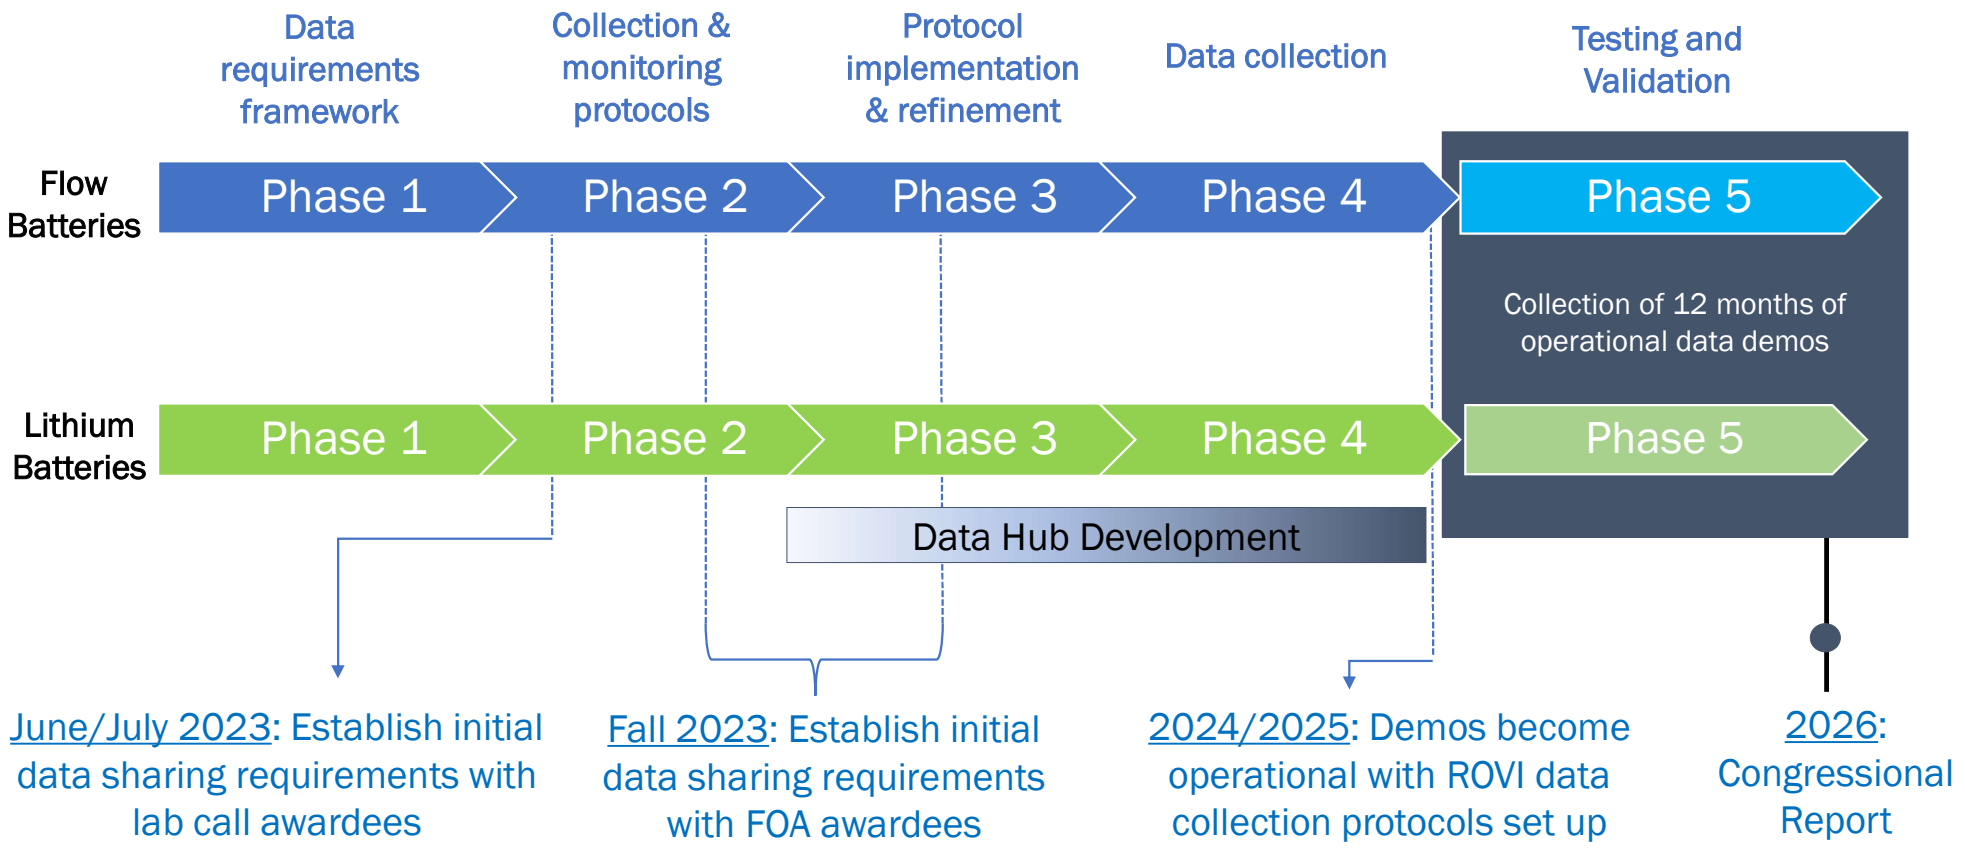 Data
requirements
framework
Collection &
monitoring
protocols
Protocol
implementation
& refinement
Data collection
Testing and
Validation
Flow
Batteries
Phase 1
Phase 2
Phase 3
Phase 4
Phase 5
Collection of 12 months of
operational data demos
Lithium
Batteries
Phase 1
Phase 2
Phase 3
Phase 4
Phase 5
Data Hub Development
June/July 2023: Establish initial
data sharing requirements with
lab call awardees
Fall 2023: Establish initial
data sharing requirements
with FOA awardees
2024/2025: Demos become
operational with ROVI data
collection protocols set up
2026:
Congressional
Report